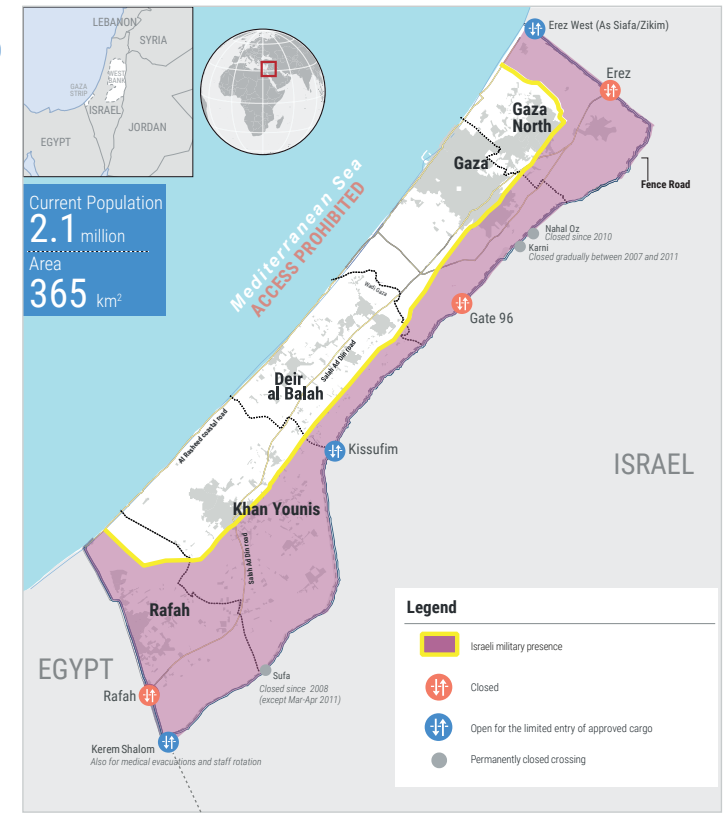 LEBANON
SYRIA
WEST
BANK
GAZA
STRIP
ISRAEL
JORDAN
EGYPT
Current Population
2.1 million
Area
365 km²
Mediterranean Sea
ACCESS PROHIBITED
Erez West (As Siafa/Zikim)
Erez
Gaza
North
Gaza
Fence Road
Nahal Oz
Closed since 2010
Karni
Closed gradually between 2007 and 2011
Wadi Gaza
Gate 96
Salah Ad Din road
Deir
al Balah
Al Rasheed coastal road
Kissufim
ISRAEL
Khan Younis
Salah Ad Din road
Rafah
EGYPT
Sufa
Closed since 2008
(except Mar-Apr 2011)
Rafah
Kerem Shalom
Also for medical evacuations and staff rotation
Legend
Israeli military presence
Closed
Open for the limited entry of approved cargo
Permanently closed crossing